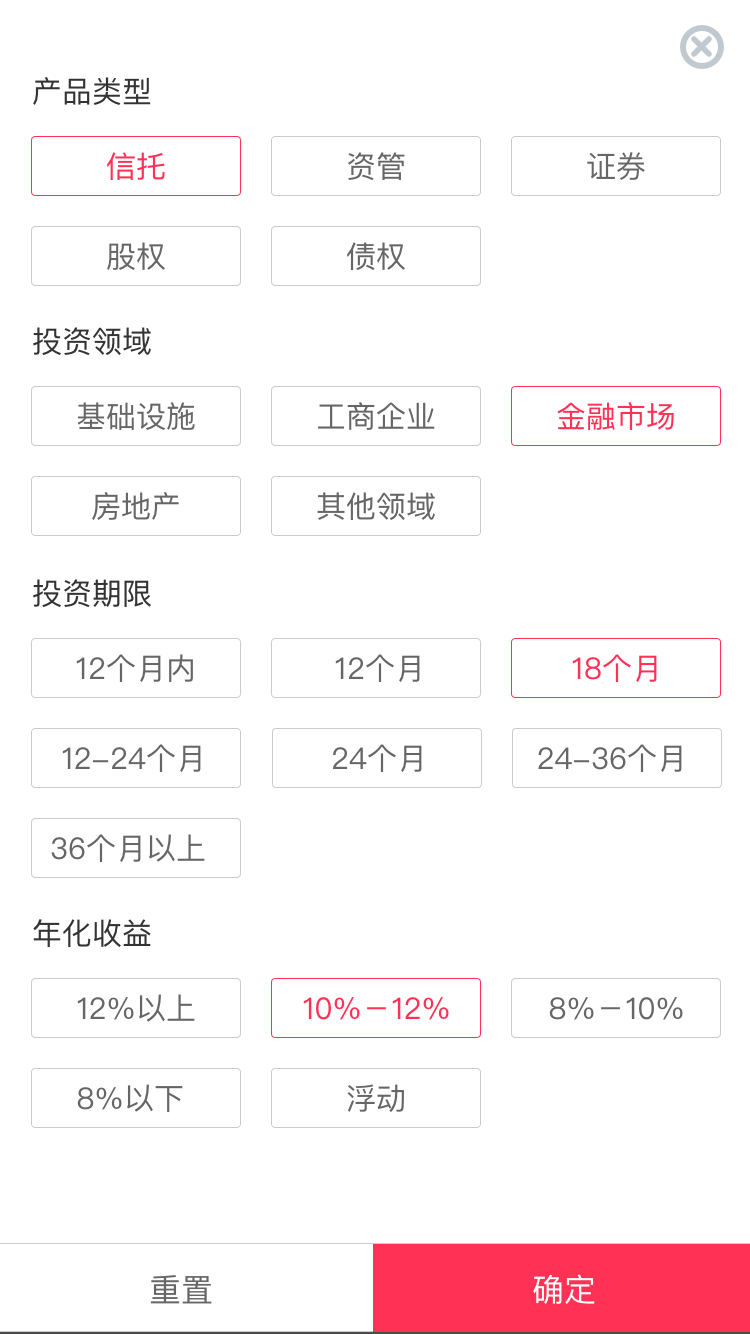 产品类型
信托 资管 证券
股权 债权
投资领域
基础设施 工商企业 金融市场
房地产 其他领域
投资期限
12个月内 12个月 18个月
12–24个月 24个月 24–36个月
36个月以上
年化收益
12%以上 10%－12% 8%－10%
8%以下 浮动
重置 确定